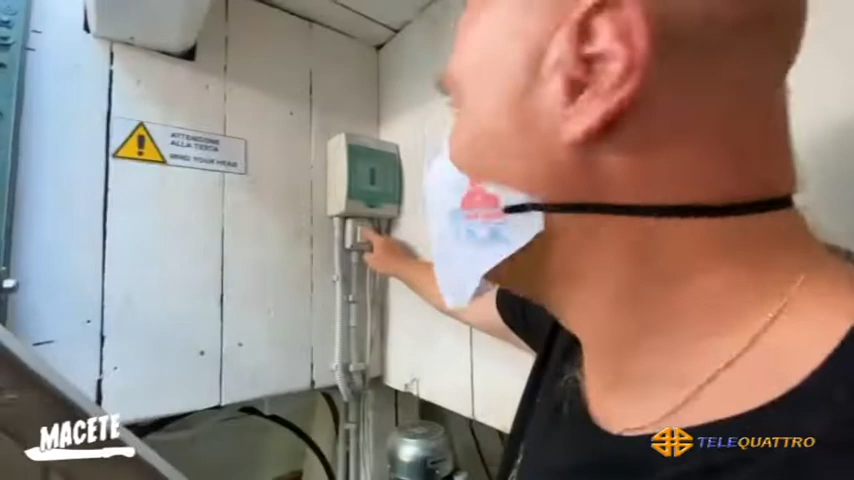 ATTENZIONE
ALLA TESTA
MIND YOUR HEAD
MACETE
TELEQUATTRO